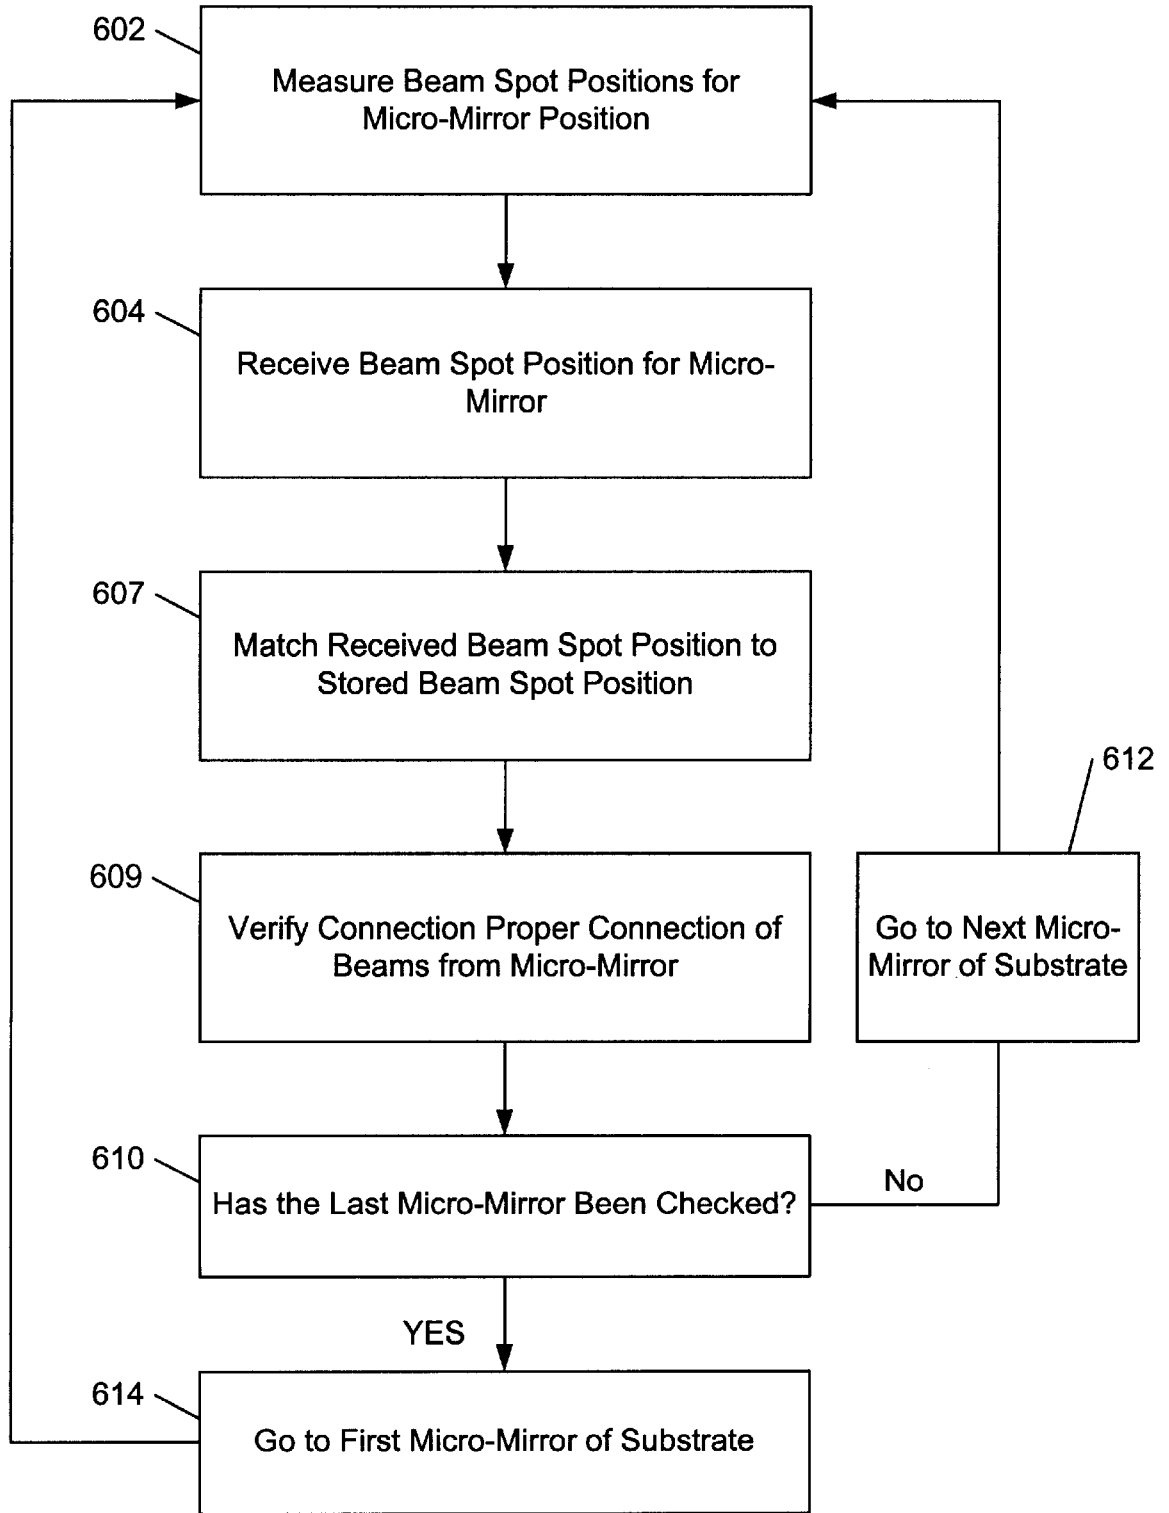 602
Measure Beam Spot Positions for
Micro-Mirror Position
604
Receive Beam Spot Position for Micro-
Mirror
607
Match Received Beam Spot Position to
Stored Beam Spot Position
612
609
Verify Connection Proper Connection of
Beams from Micro-Mirror
Go to Next Micro-
Mirror of Substrate
610
Has the Last Micro-Mirror Been Checked?
No
YES
614
Go to First Micro-Mirror of Substrate